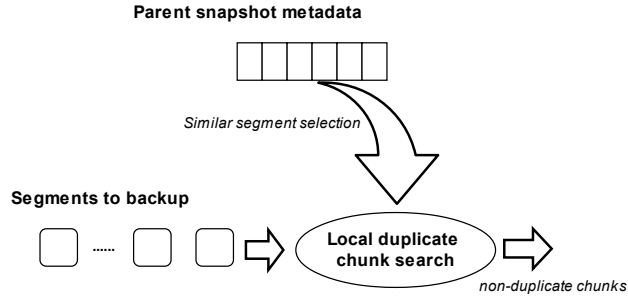 Parent snapshot metadata
Similar segment selection
Segments to backup
......
Local duplicate
chunk search
non-duplicate chunks